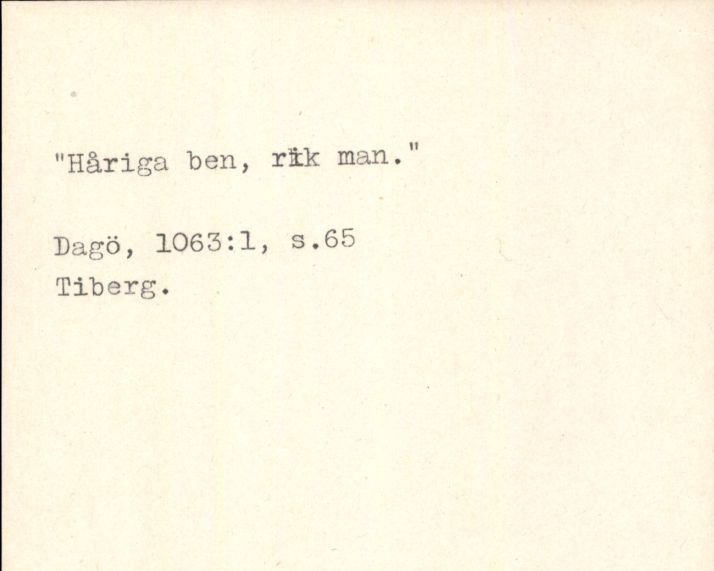 "Håriga ben, rik man."
Dagö, 1063:1, s.65
Tiberg.